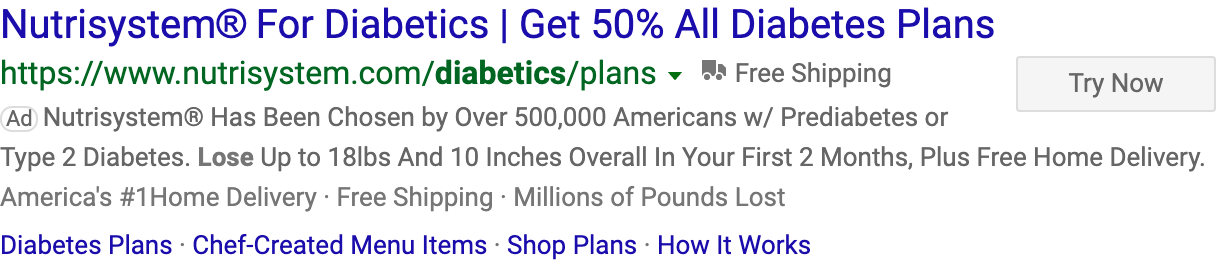 Nutrisystem® For Diabetics | Get 50% All Diabetes Plans
https://www.nutrisystem.com/diabetics/plans Free Shipping
Try Now
Ad Nutrisystem® Has Been Chosen by Over 500,000 Americans w/ Prediabetes or
Type 2 Diabetes. Lose Up to 18lbs And 10 Inches Overall In Your First 2 Months, Plus Free Home Delivery.
America's #1Home Delivery · Free Shipping · Millions of Pounds Lost
Diabetes Plans · Chef-Created Menu Items · Shop Plans · How It Works